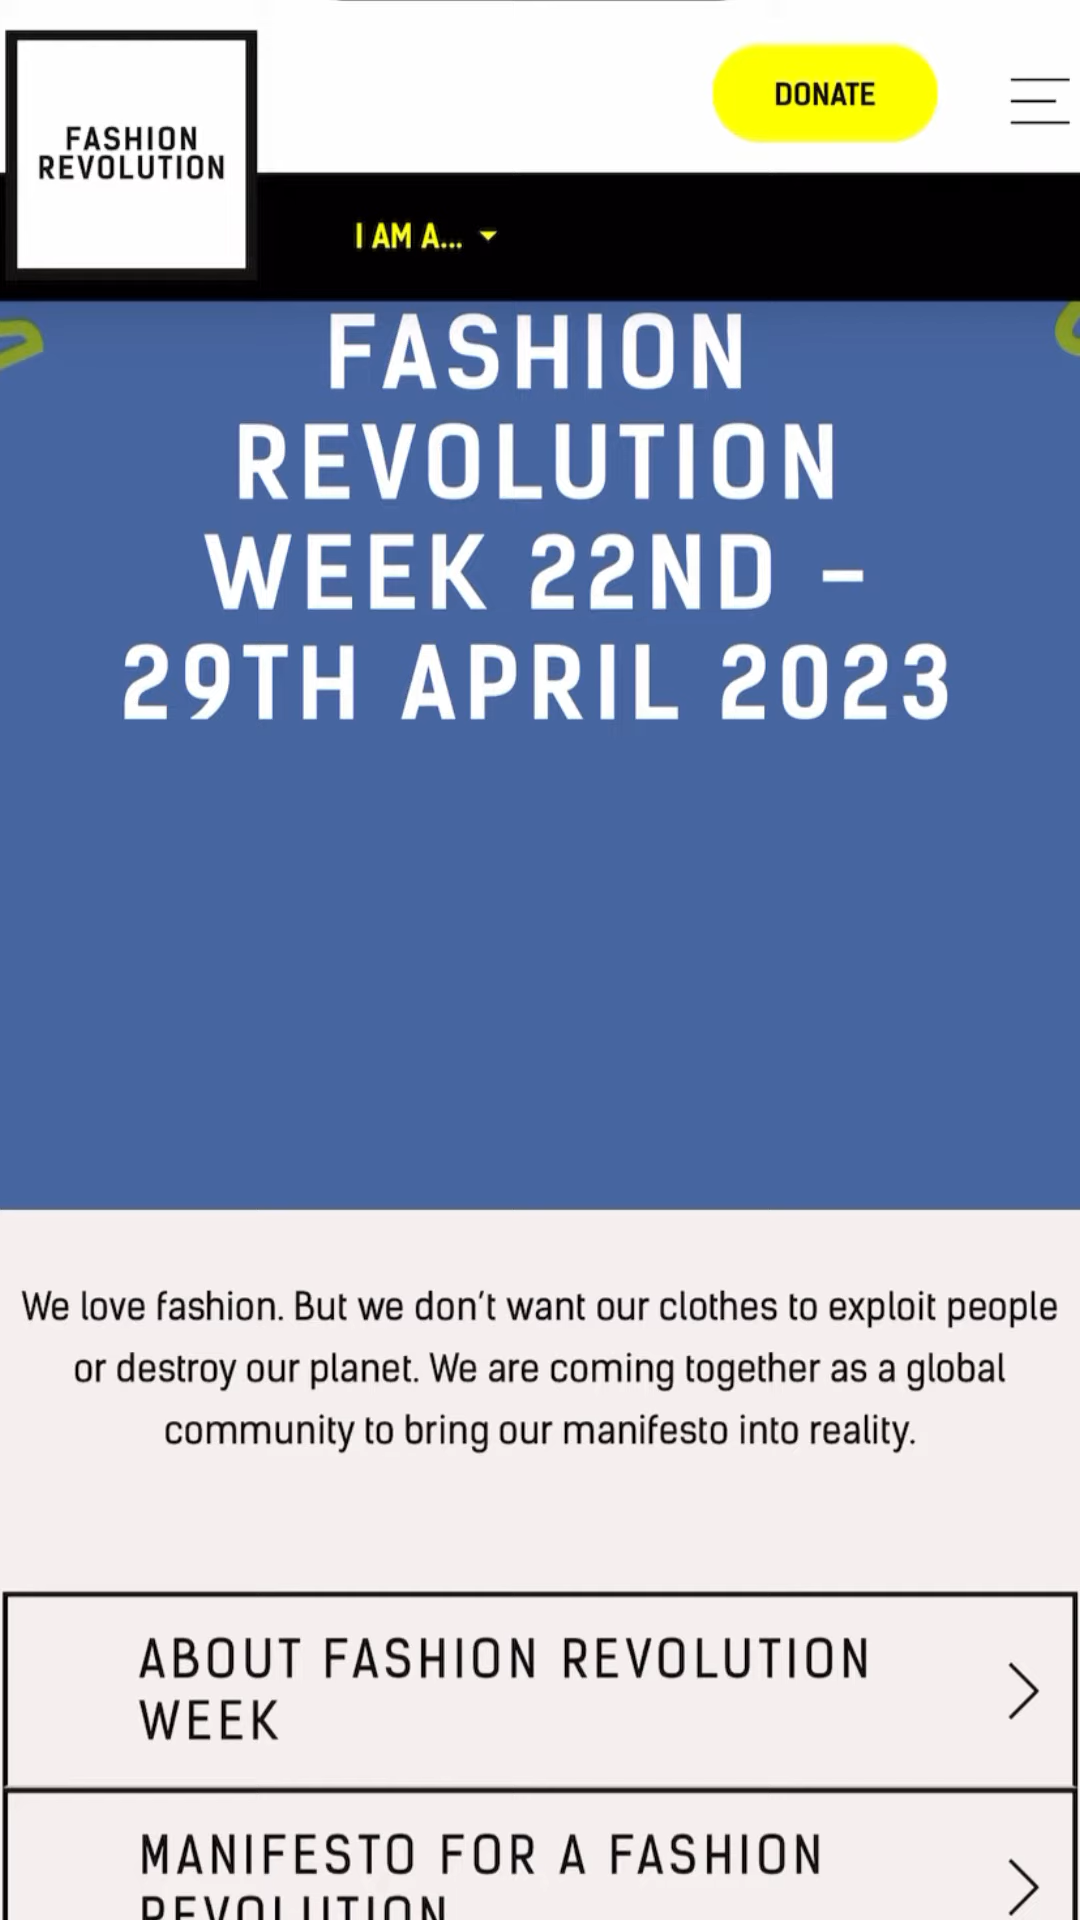 FASHION
REVOLUTION
DONATE
I AM A...
FASHION
REVOLUTION
WEEK 22ND –
29TH APRIL 2023
We love fashion. But we don’t want our clothes to exploit people
or destroy our planet. We are coming together as a global
community to bring our manifesto into reality.
ABOUT FASHION REVOLUTION
WEEK
MANIFESTO FOR A FASHION
REVOLUTION